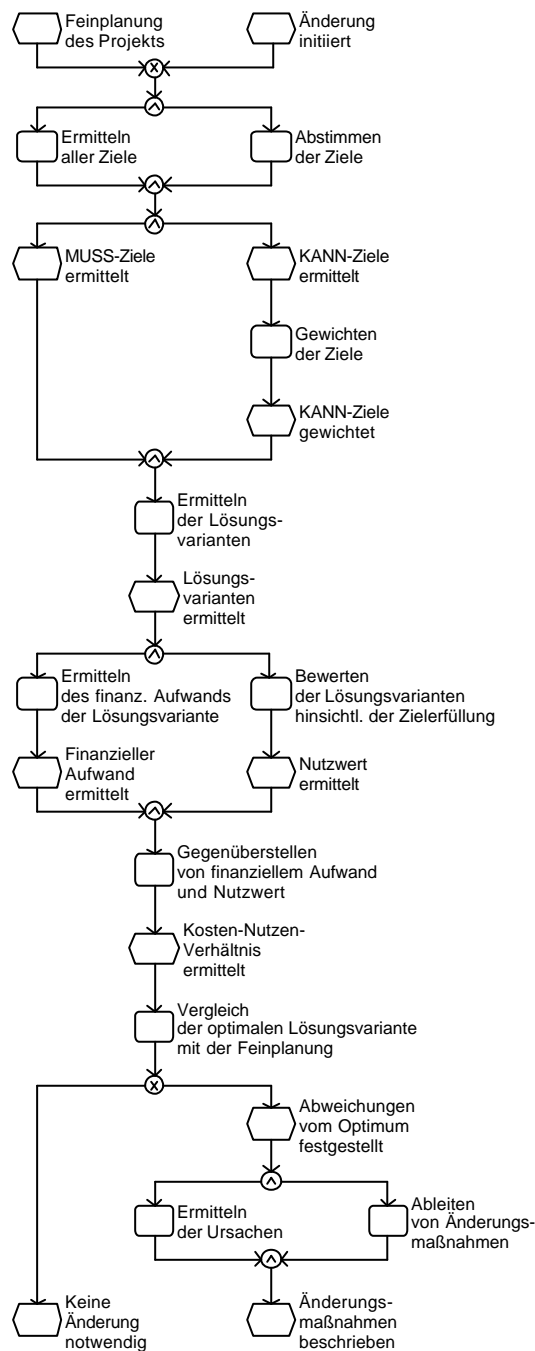 Feinplanung
des Projekts
Änderung
initiiert
x
Ermitteln
aller Ziele
Abstimmen
der Ziele
MUSS-Ziele
ermittelt
KANN-Ziele
ermittelt
Gewichten
der Ziele
KANN-Ziele
gewichtet
Ermitteln
der Lösungs-
varianten
Lösungs-
varianten
ermittelt
Ermitteln
des finanz. Aufwands
der Lösungsvariante
Bewerten
der Lösungsvarianten
hinsichtl. der Zielerfüllung
Finanzieller
Aufwand
ermittelt
Nutzwert
ermittelt
Gegenüberstellen
von finanziellem Aufwand
und Nutzwert
Kosten-Nutzen-
Verhältnis
ermittelt
Vergleich
der optimalen Lösungsvariante
mit der Feinplanung
x
Abweichungen
vom Optimum
festgestellt
Ermitteln
der Ursachen
Ableiten
von Änderungs-
maßnahmen
Keine
Änderung
notwendig
Änderungs-
maßnahmen
beschrieben